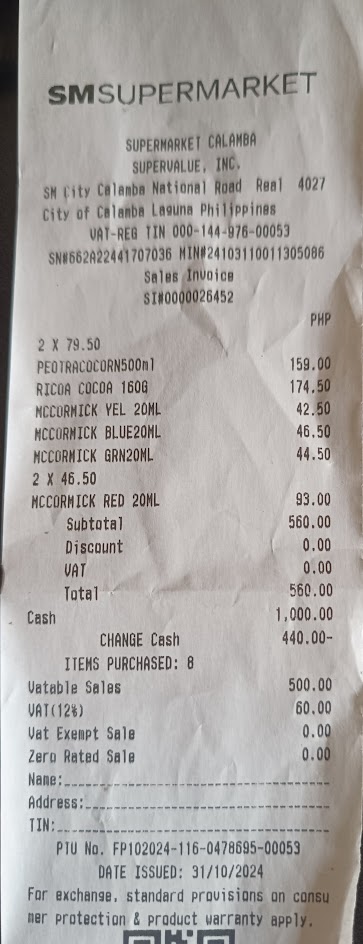 SMSUPERMARKET
SUPERMARKET CALAMBA
SUPERVALUE, INC.
SM City Calamba National Road Real 4027
City of Calamba Laguna Philippines
VAT-REG TIN 000-144-976-00053
SN#662A22441707036 MIN#24103110011305086
Sales Invoice
SI#0000026452
PHP
2 X 79.50
PEOTRACOCORN500ml 159.00
RICOA COCOA 160G 174.50
MCCORMICK YEL 20ML 42.50
MCCORMICK BLUE20ML 46.50
MCCORMICK GRN20ML 44.50
2 X 46.50
MCCORMICK RED 20ML 93.00
Subtotal 560.00
Discount 0.00
VAT 0.00
Total 560.00
Cash 1,000.00
CHANGE Cash 440.00-
ITEMS PURCHASED: 8
Vatable Sales 500.00
VAT(12%) 60.00
Vat Exempt Sale 0.00
Zero Rated Sale 0.00
Name:
Address:
TIN:
PTU No. FP102024-116-0478695-00053
DATE ISSUED: 31/10/2024
For exchange, standard provisions on consu
mer protection & product warranty apply.